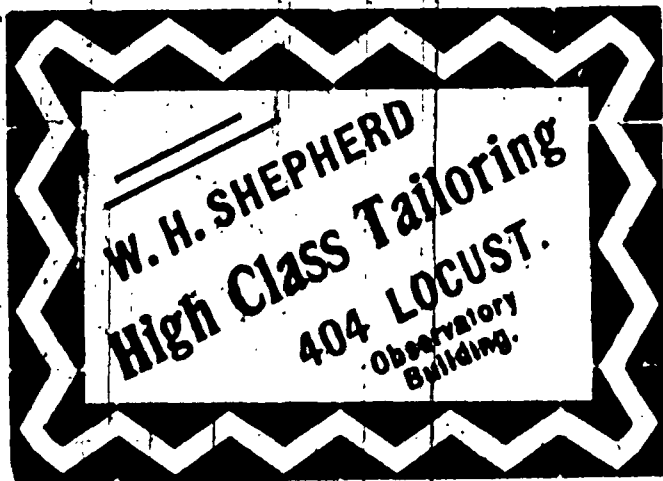 W. H. SHEPHERD
High Class Tailoring
404 LOCUST.
Observatory
Building.